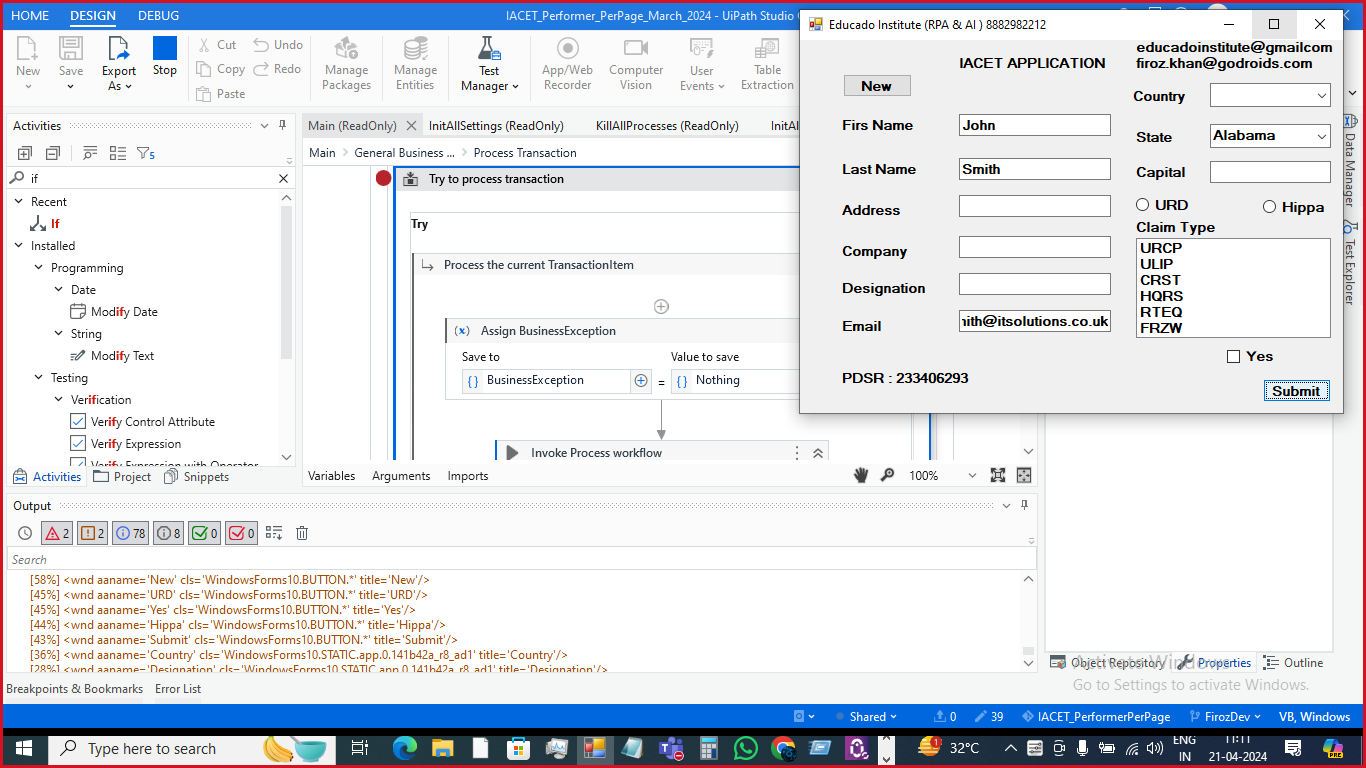 HOME DESIGN DEBUG
IACET_Performer_PerPage_March_2024 - UiPath Studio
New
Save
Export As
Stop
Cut
Copy
Paste
Undo
Redo
Manage Packages
Manage Entities
Test Manager
App/Web Recorder
Computer Vision
User Events
Table Extraction
Activities
5
if
Recent
If
Installed
Programming
Date
Modify Date
String
Modify Text
Testing
Verification
Verify Control Attribute
Verify Expression
Verify Expression with Operator
Activities Project Snippets
Main (ReadOnly) InitAllSettings (ReadOnly) KillAllProcesses (ReadOnly) InitAl
Main General Business ... Process Transaction
Try to process transaction
Try
Process the current TransactionItem
(x) Assign BusinessException
Save to Value to save
{} BusinessException = {} Nothing
Invoke Process workflow
Variables Arguments Imports 100%
Educado Institute (RPA & AI ) 8882982212
educadoinstitute@gmailcom
firoz.khan@godroids.com
IACET APPLICATION
New
Country
Firs Name John
State Alabama
Last Name Smith
Capital
Address
URD Hippa
Claim Type
Company
URCP
ULIP
CRST
HQRS
RTEQ
FRZW
Designation
Email nith@itsolutions.co.uk
Yes
PDSR : 233406293
Submit
Data Manager
Test Explorer
Output
2 2 78 8 0 0
Search
[58%] <wnd aaname='New' cls='WindowsForms10.BUTTON.*' title='New'/>
[45%] <wnd aaname='URD' cls='WindowsForms10.BUTTON.*' title='URD'/>
[45%] <wnd aaname='Yes' cls='WindowsForms10.BUTTON.*' title='Yes'/>
[44%] <wnd aaname='Hippa' cls='WindowsForms10.BUTTON.*' title='Hippa'/>
[43%] <wnd aaname='Submit' cls='WindowsForms10.BUTTON.*' title='Submit'/>
[36%] <wnd aaname='Country' cls='WindowsForms10.STATIC.app.0.141b42a_r8_ad1' title='Country'/>
[28%] <wnd aaname='Designation' cls='WindowsForms10.STATIC.app.0.141b42a_r8_ad1' title='Designation'/>
Object Repository Properties Outline
Activate Windows
Go to Settings to activate Windows.
Breakpoints & Bookmarks Error List
Shared 0 39 IACET_PerformerPerPage FirozDev VB, Windows
Type here to search
32°C
ENG
IN
11:11
21-04-2024
PRE